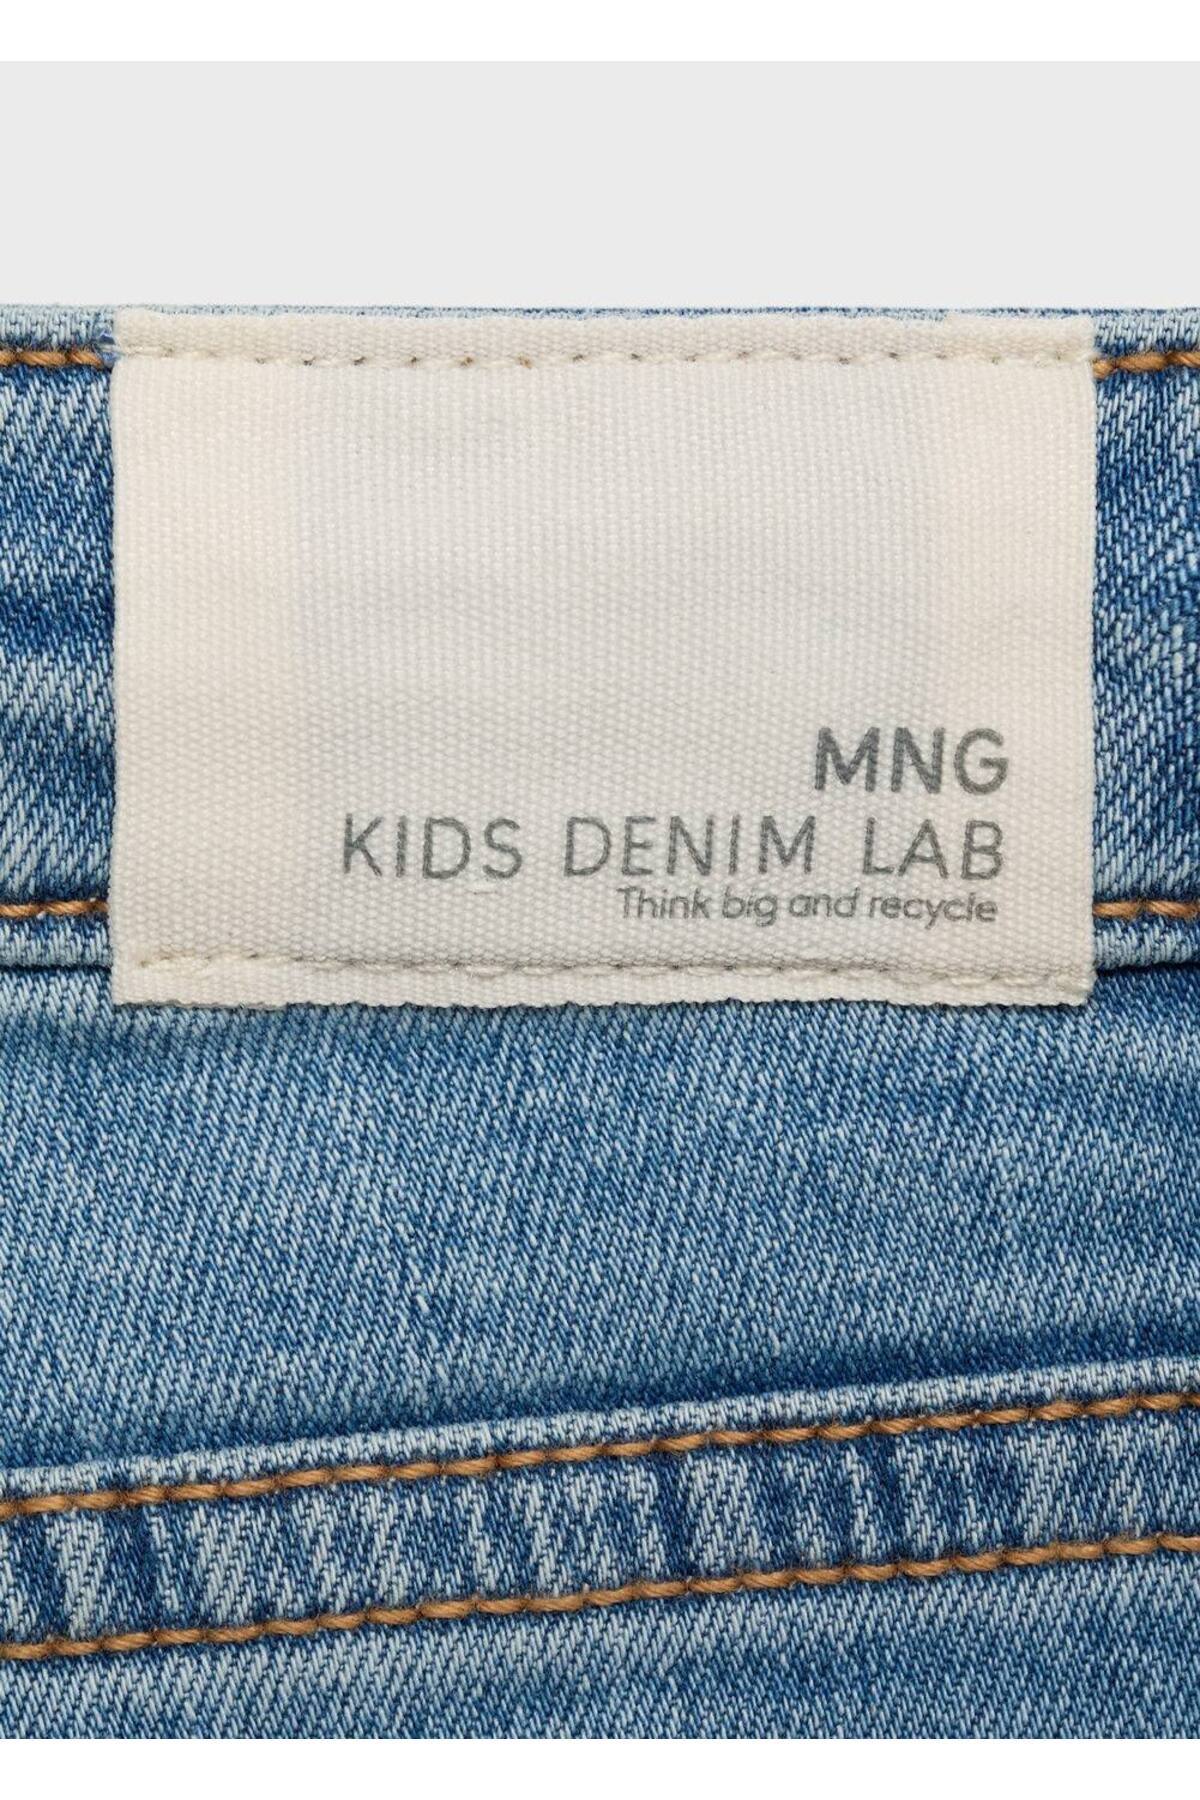 MNG
KIDS DENIM LAB
Think big and recycle